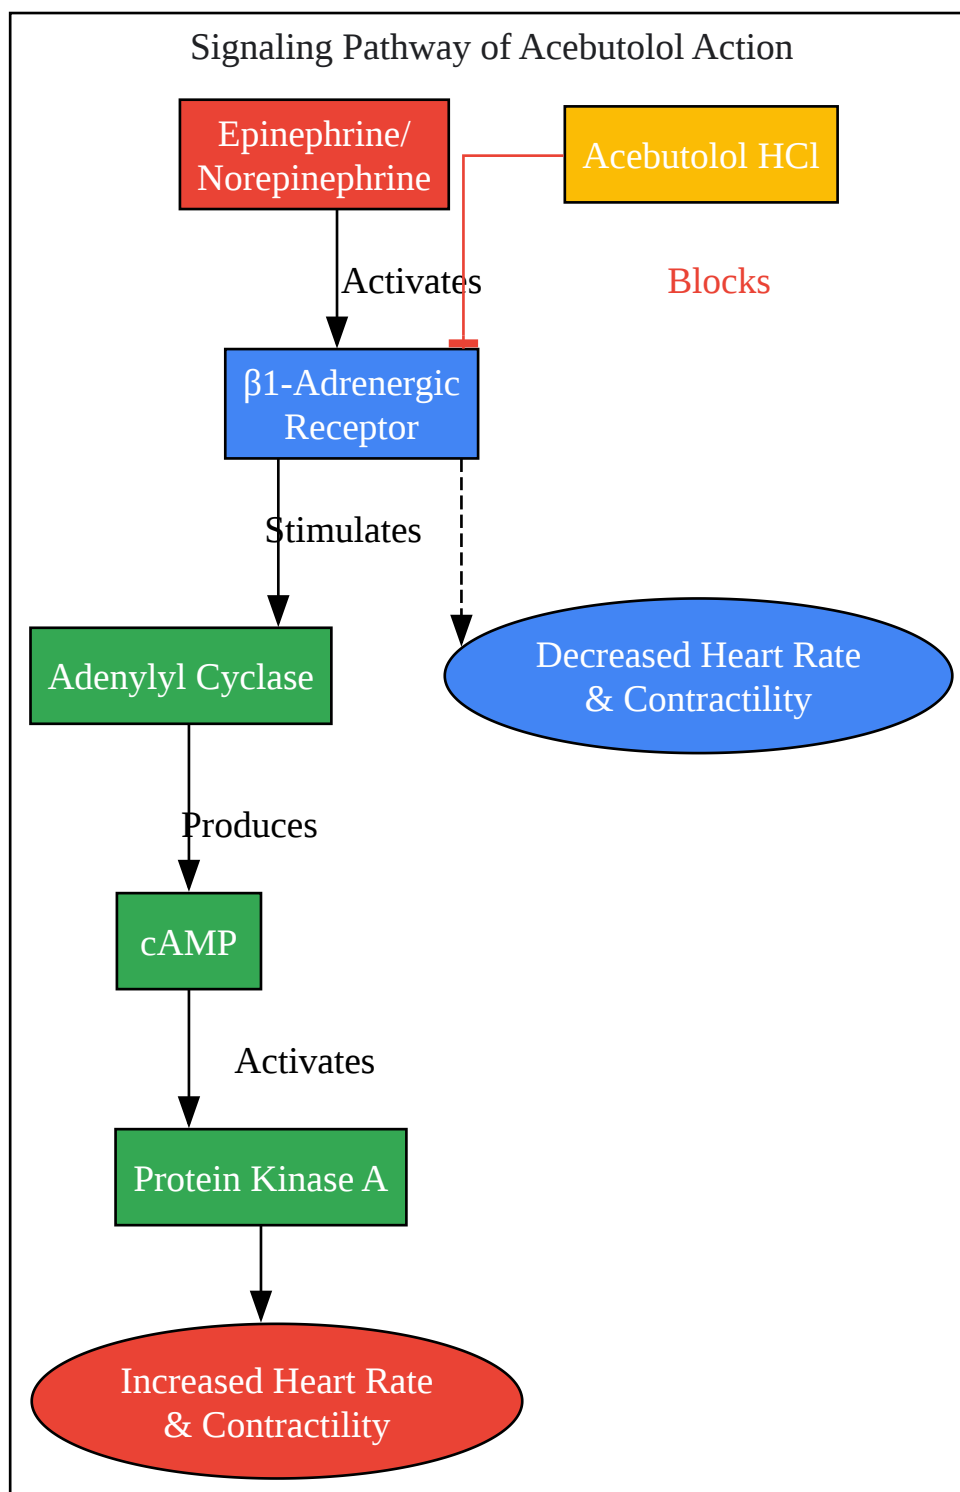 Signaling Pathway of Acebutolol Action
Epinephrine/
Norepinephrine
Acebutolol HCl
Activates
Blocks
β1-Adrenergic
Receptor
Stimulates
Adenylyl Cyclase
Decreased Heart Rate
& Contractility
Produces
cAMP
Activates
Protein Kinase A
Increased Heart Rate
& Contractility